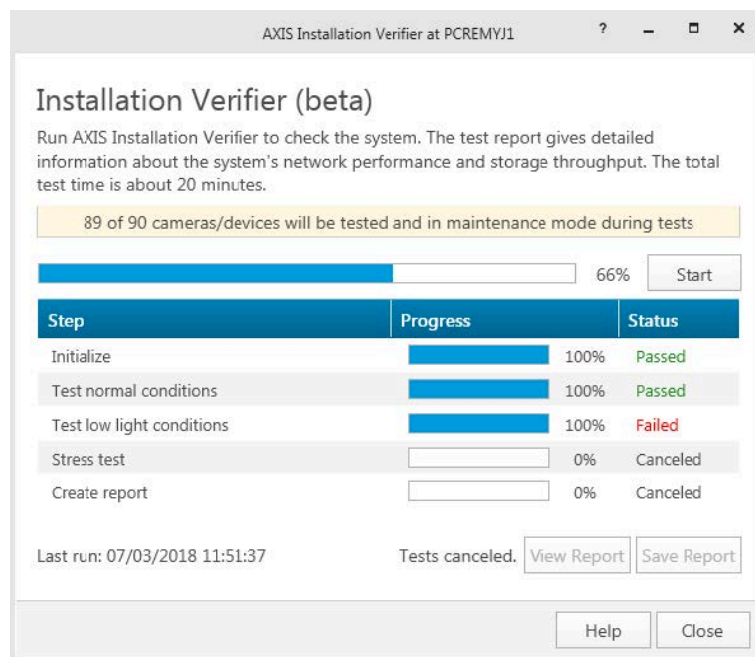 AXIS Installation Verifier at PCREMYJ1 ?
Installation Verifier (beta)
Run AXIS Installation Verifier to check the system. The test report gives detailed
information about the system's network performance and storage throughput. The total
test time is about 20 minutes.
89 of 90 cameras/devices will be tested and in maintenance mode during tests
66% Start
Step Progress Status
Initialize 100% Passed
Test normal conditions 100% Passed
Test low light conditions 100% Failed
Stress test 0% Canceled
Create report 0% Canceled
Last run: 07/03/2018 11:51:37 Tests canceled. View Report Save Report
Help Close